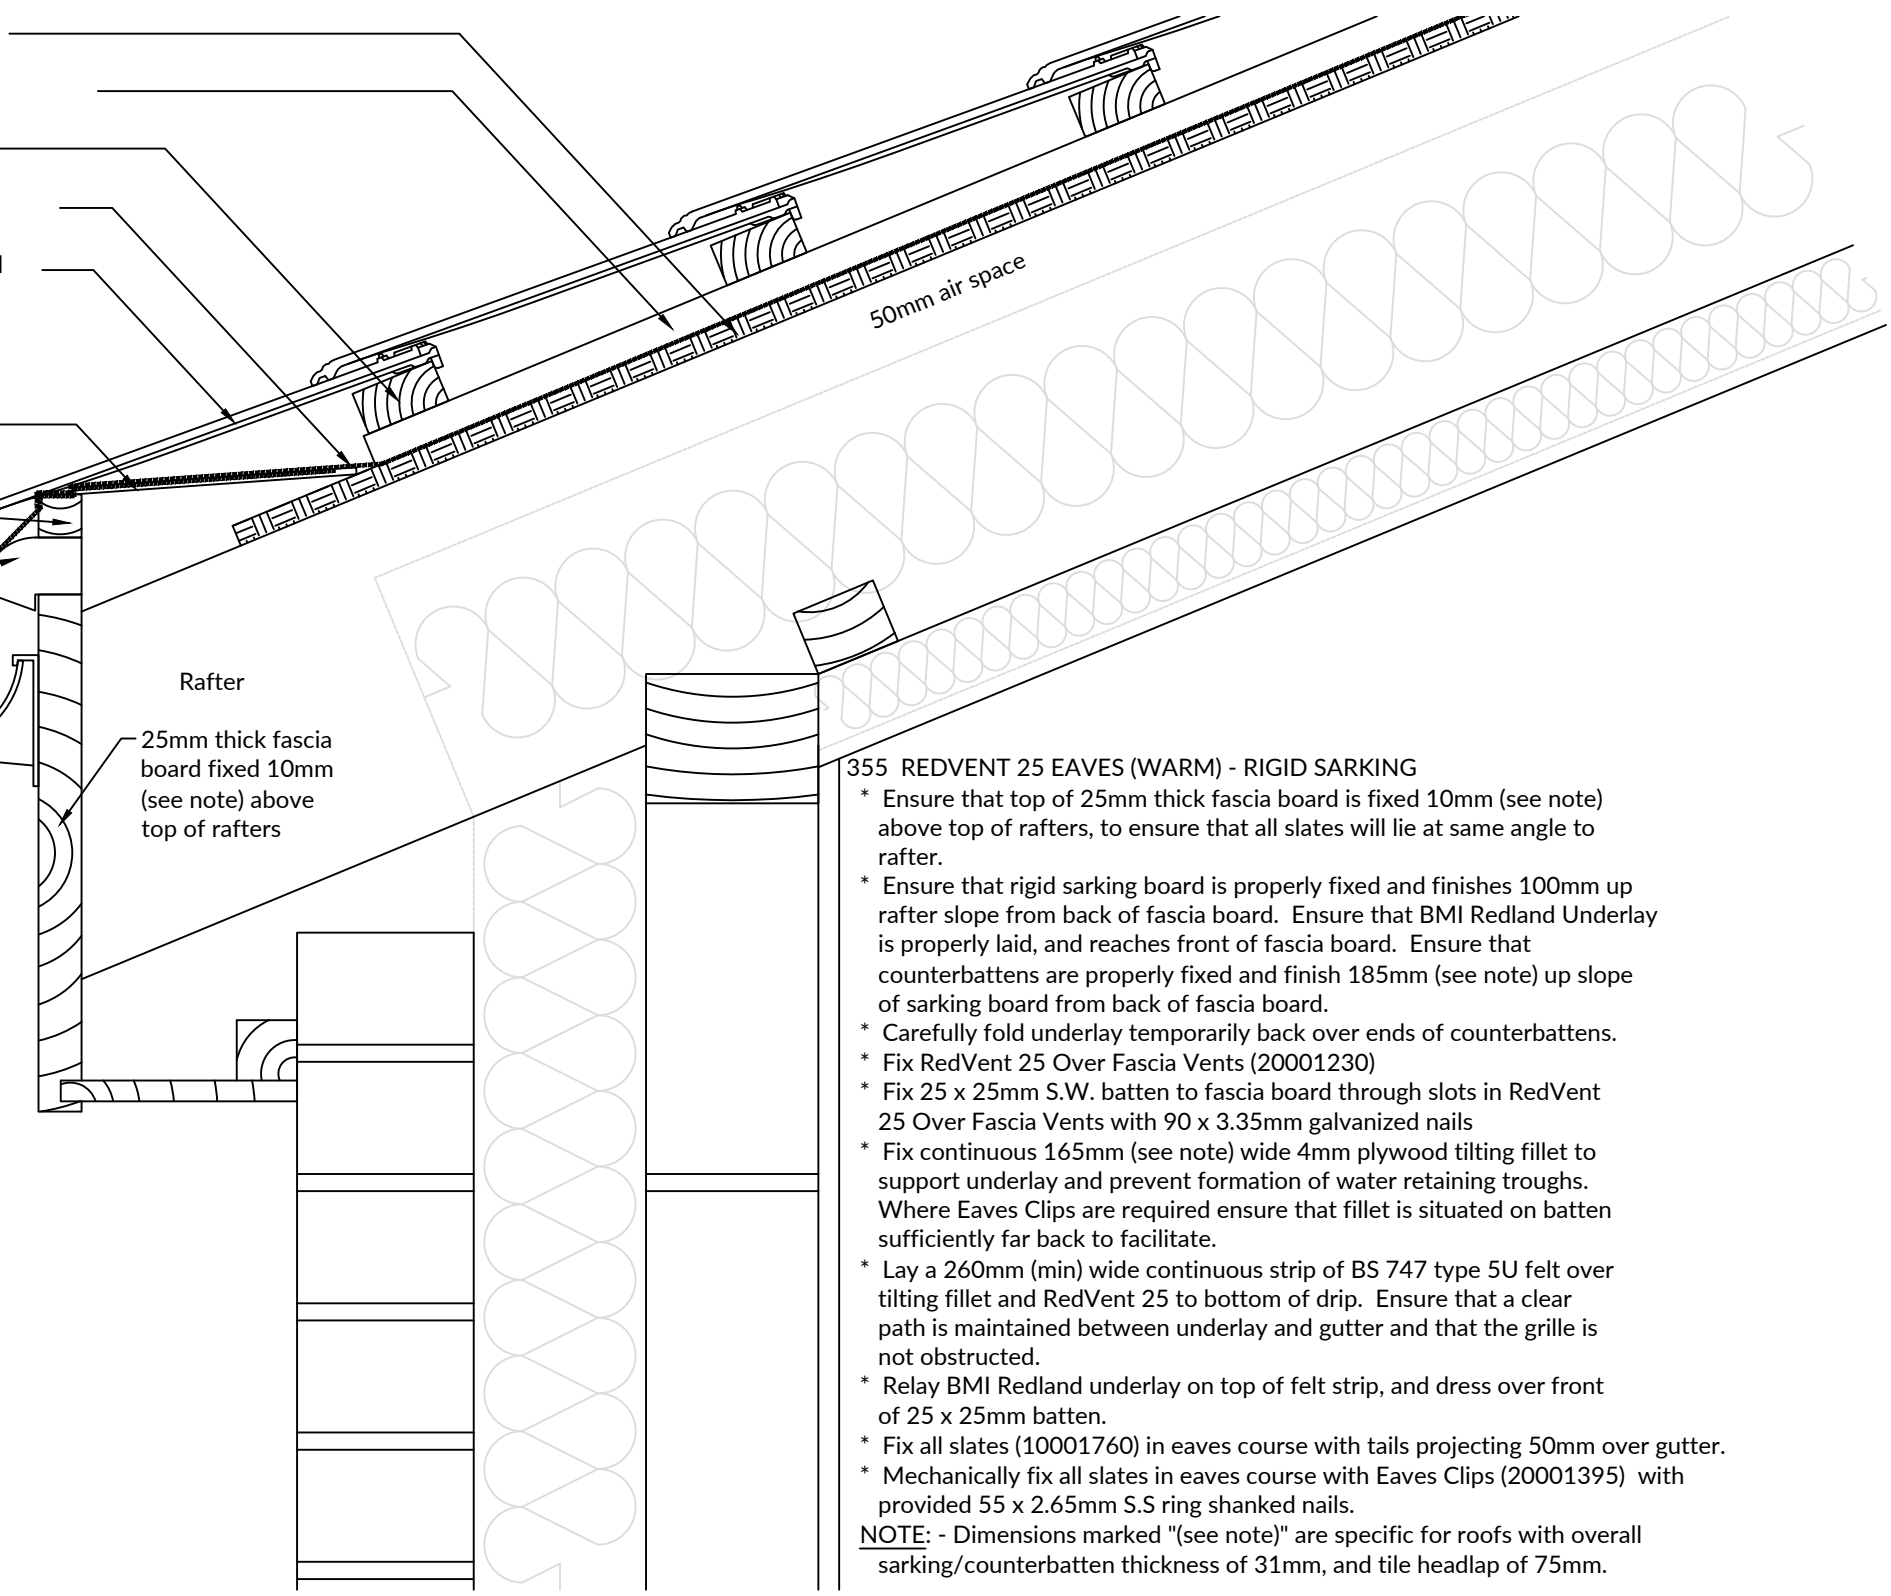 50mm air space
Rafter
25mm thick fascia
board fixed 10mm
(see note) above
top of rafters
355 REDVENT 25 EAVES (WARM) - RIGID SARKING
* Ensure that top of 25mm thick fascia board is fixed 10mm (see note)
above top of rafters, to ensure that all slates will lie at same angle to
rafter.
* Ensure that rigid sarking board is properly fixed and finishes 100mm up
rafter slope from back of fascia board. Ensure that BMI Redland Underlay
is properly laid, and reaches front of fascia board. Ensure that
counterbattens are properly fixed and finish 185mm (see note) up slope
of sarking board from back of fascia board.
* Carefully fold underlay temporarily back over ends of counterbattens.
* Fix RedVent 25 Over Fascia Vents (20001230)
* Fix 25 x 25mm S.W. batten to fascia board through slots in RedVent
25 Over Fascia Vents with 90 x 3.35mm galvanized nails
* Fix continuous 165mm (see note) wide 4mm plywood tilting fillet to
support underlay and prevent formation of water retaining troughs.
Where Eaves Clips are required ensure that fillet is situated on batten
sufficiently far back to facilitate.
* Lay a 260mm (min) wide continuous strip of BS 747 type 5U felt over
tilting fillet and RedVent 25 to bottom of drip. Ensure that a clear
path is maintained between underlay and gutter and that the grille is
not obstructed.
* Relay BMI Redland underlay on top of felt strip, and dress over front
of 25 x 25mm batten.
* Fix all slates (10001760) in eaves course with tails projecting 50mm over gutter.
* Mechanically fix all slates in eaves course with Eaves Clips (20001395) with
provided 55 x 2.65mm S.S ring shanked nails.
NOTE: - Dimensions marked "(see note)" are specific for roofs with overall
sarking/counterbatten thickness of 31mm, and tile headlap of 75mm.